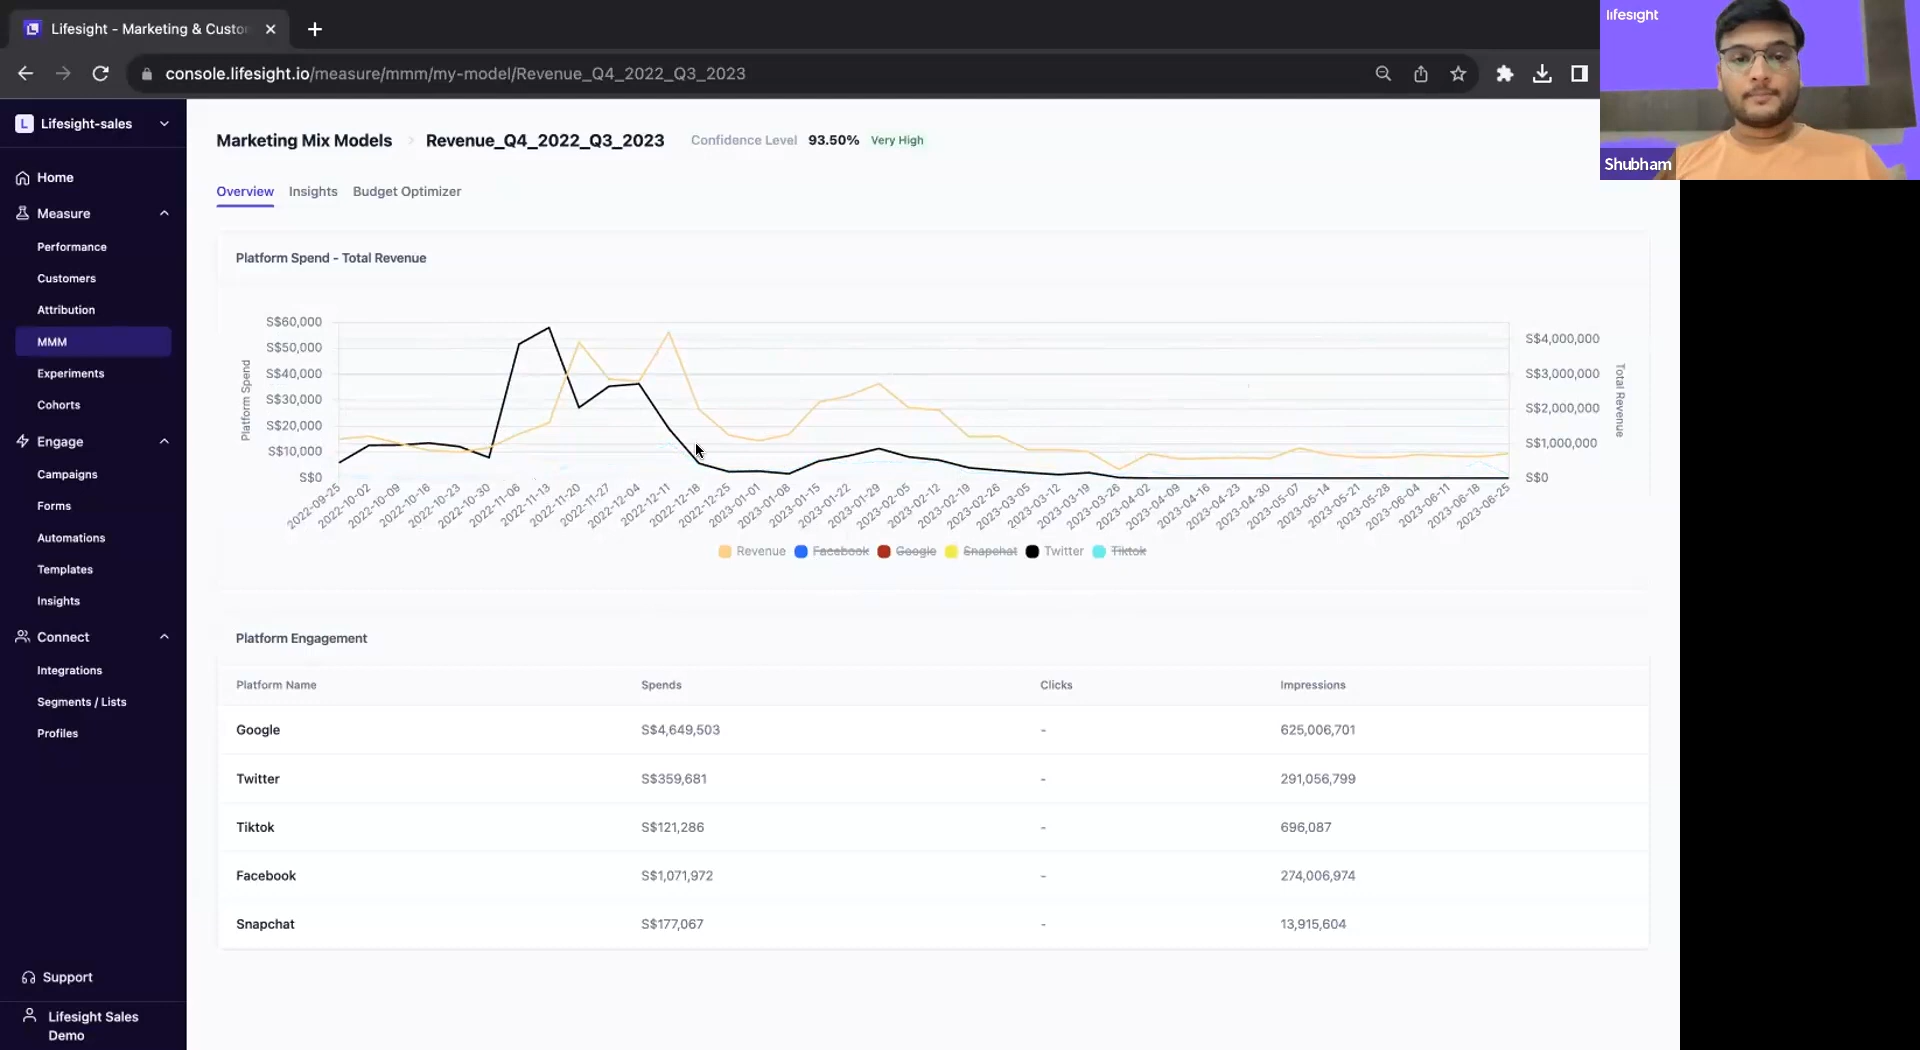 Lifesight - Marketing & Custo
console.lifesight.io/measure/mmm/my-model/Revenue_Q4_2022_Q3_2023
lifesight
Shubham
L Lifesight-sales
Home
Measure
Performance
Customers
Attribution
MMM
Experiments
Cohorts
Engage
Campaigns
Forms
Automations
Templates
Insights
Connect
Integrations
Segments / Lists
Profiles
Support
Lifesight Sales
Demo
Marketing Mix Models > Revenue_Q4_2022_Q3_2023 Confidence Level 93.50% Very High
Overview Insights Budget Optimizer
Platform Spend - Total Revenue
Platform Spend
S$60,000
S$50,000
S$40,000
S$30,000
S$20,000
S$10,000
S$0
S$4,000,000
S$3,000,000
S$2,000,000
S$1,000,000
S$0
Total Revenue
2022-09-25
2022-10-02
2022-10-09
2022-10-16
2022-10-23
2022-10-30
2022-11-06
2022-11-13
2022-11-20
2022-11-27
2022-12-04
2022-12-11
2022-12-18
2022-12-25
2023-01-01
2023-01-08
2023-01-15
2023-01-22
2023-01-29
2023-02-05
2023-02-12
2023-02-19
2023-02-26
2023-03-05
2023-03-12
2023-03-19
2023-03-26
2023-04-02
2023-04-09
2023-04-16
2023-04-23
2023-04-30
2023-05-07
2023-05-14
2023-05-21
2023-05-28
2023-06-04
2023-06-11
2023-06-18
2023-06-25
Revenue Facebook Google Snapchat Twitter Tiktok
Platform Engagement
Platform Name Spends Clicks Impressions
Google S$4,649,503 - 625,006,701
Twitter S$359,681 - 291,056,799
Tiktok S$121,286 - 696,087
Facebook S$1,071,972 - 274,006,974
Snapchat S$177,067 - 13,915,604